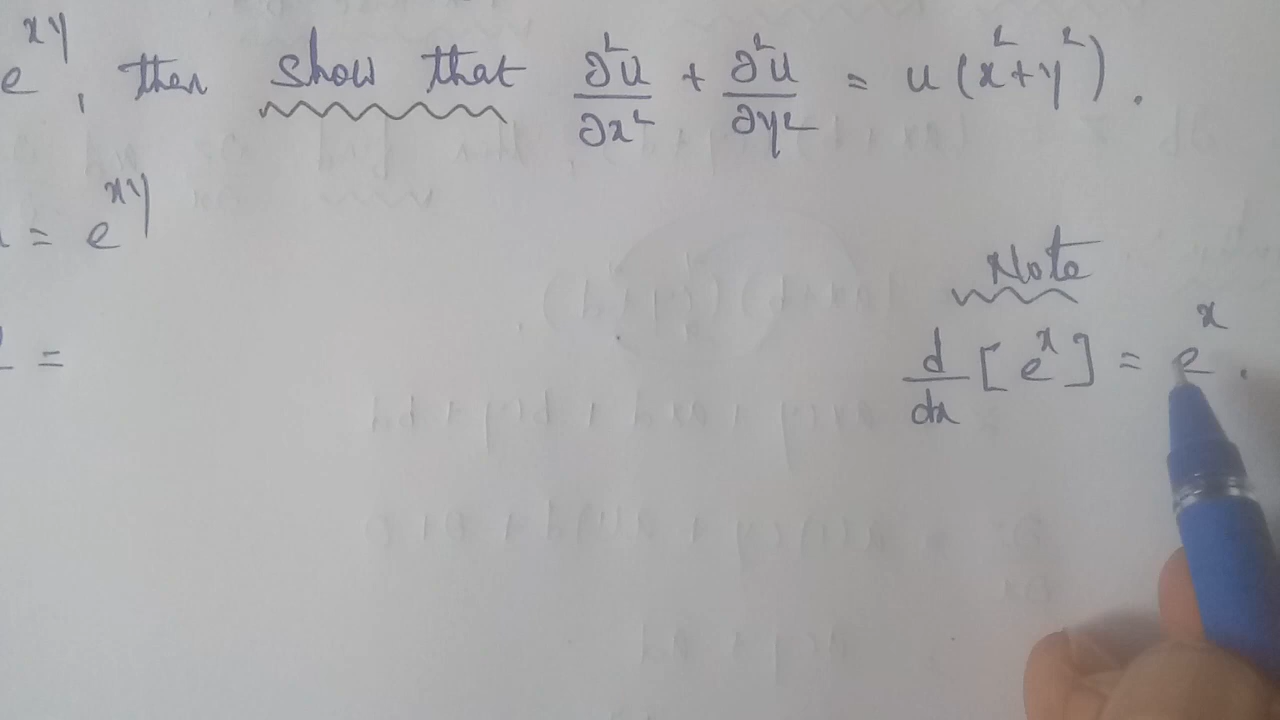 e^{xy}, then show that ∂²u/∂x² + ∂²u/∂y² = u(x²+y²).
= e^{xy}
Note
=
d/dx [e^x] = e^x.